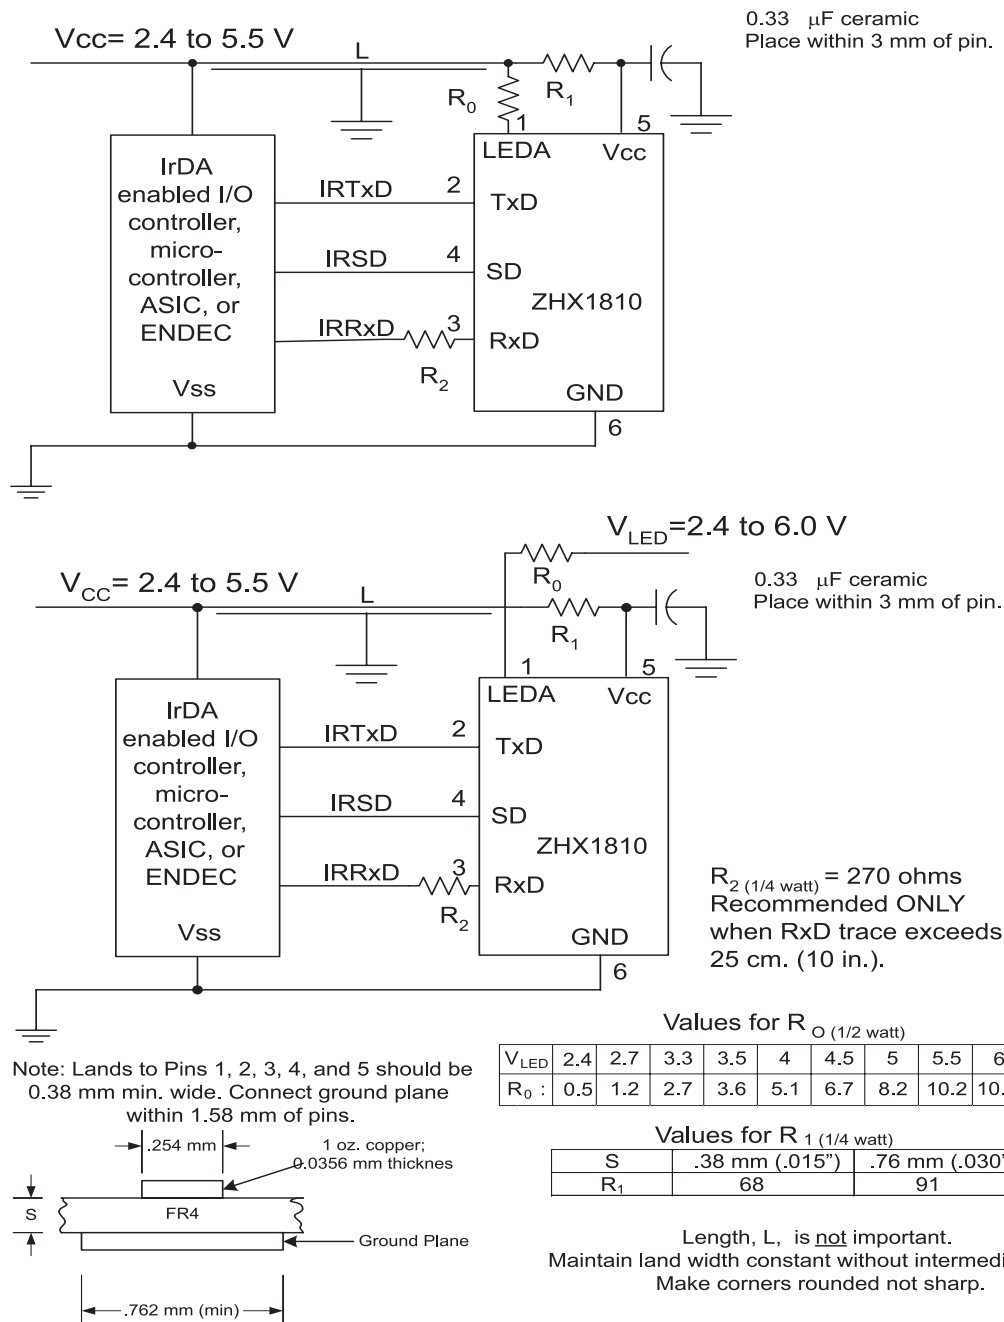 0.33 μF ceramic
Place within 3 mm of pin.
Vcc= 2.4 to 5.5 V
L
R0
R1
1
5
LEDA
Vcc
IrDA
enabled I/O
controller,
micro-
controller,
ASIC, or
ENDEC
Vss
IRTxD
2
TxD
IRSD
4
SD
ZHX1810
IRRxD
3
RxD
R2
GND
6
VLED=2.4 to 6.0 V
R0
VCC= 2.4 to 5.5 V
0.33 μF ceramic
Place within 3 mm of pin.
L
R1
1
5
LEDA
Vcc
IrDA
enabled I/O
controller,
micro-
controller,
ASIC, or
ENDEC
Vss
IRTxD
2
TxD
IRSD
4
SD
ZHX1810
IRRxD
3
RxD
R2
GND
6
R2 (1/4 watt) = 270 ohms
Recommended ONLY
when RxD trace exceeds
25 cm. (10 in.).
Values for R O (1/2 watt)
VLED 2.4 2.7 3.3 3.5 4 4.5 5 5.5 6
R0 : 0.5 1.2 2.7 3.6 5.1 6.7 8.2 10.2 10.
Note: Lands to Pins 1, 2, 3, 4, and 5 should be
0.38 mm min. wide. Connect ground plane
within 1.58 mm of pins.
.254 mm
1 oz. copper;
0.0356 mm thicknes
S
FR4
Ground Plane
.762 mm (min)
Values for R 1 (1/4 watt)
S .38 mm (.015") .76 mm (.030"
R1 68 91
Length, L, is not important.
Maintain land width constant without intermedi
Make corners rounded not sharp.